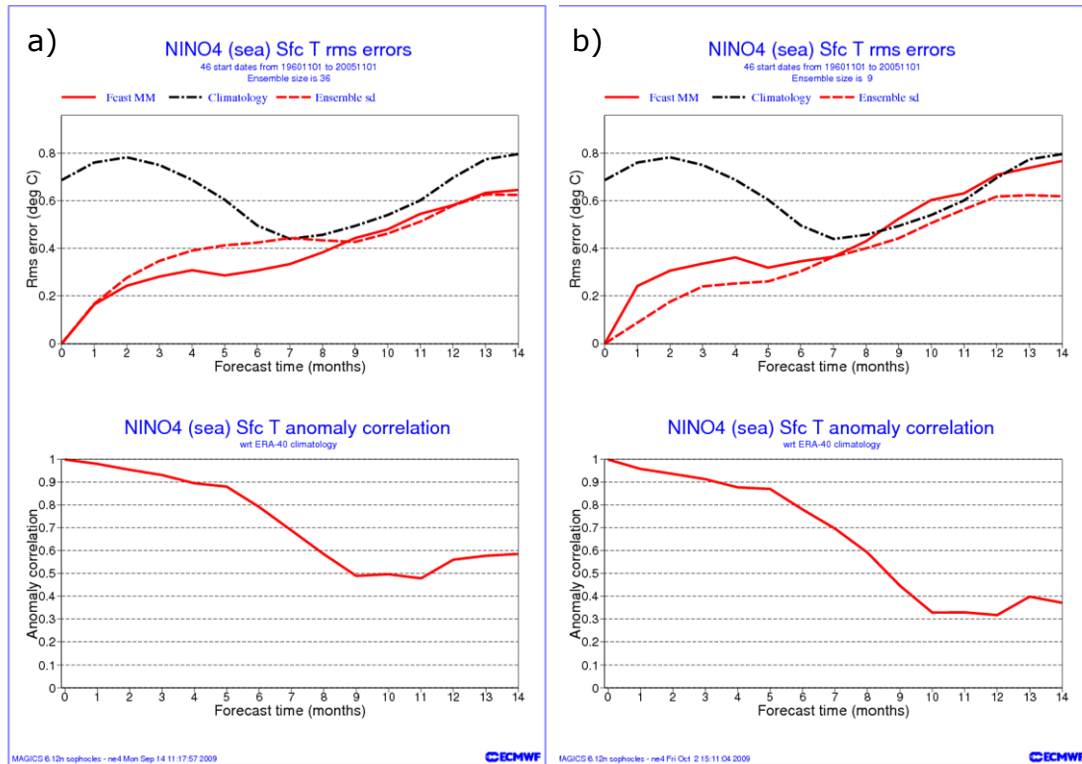 a)
NINO4 (sea) Sfc T rms errors
46 start dates from 19601101 to 20051101
Ensemble size is 36
Fcast MM
Climatology
Ensemble sd
Rms error (deg C)
0.8
0.6
0.4
0.2
0
0 1 2 3 4 5 6 7 8 9 10 11 12 13 14
Forecast time (months)
NINO4 (sea) Sfc T anomaly correlation
wrt ERA-40 climatology
Anomaly correlation
1
0.9
0.8
0.7
0.6
0.5
0.4
0.3
0.2
0.1
0
0 1 2 3 4 5 6 7 8 9 10 11 12 13 14
Forecast time (months)
MAGICS 6.12n sophocles - ne4 Mon Sep 14 11:17:57 2009
ECMWF
b)
NINO4 (sea) Sfc T rms errors
46 start dates from 19601101 to 20051101
Ensemble size is 9
Fcast MM
Climatology
Ensemble sd
Rms error (deg C)
0.8
0.6
0.4
0.2
0
0 1 2 3 4 5 6 7 8 9 10 11 12 13 14
Forecast time (months)
NINO4 (sea) Sfc T anomaly correlation
wrt ERA-40 climatology
Anomaly correlation
1
0.9
0.8
0.7
0.6
0.5
0.4
0.3
0.2
0.1
0
0 1 2 3 4 5 6 7 8 9 10 11 12 13 14
Forecast time (months)
MAGICS 6.12n sophocles - ne4 Fri Oct 2 15:11:04 2009
ECMWF